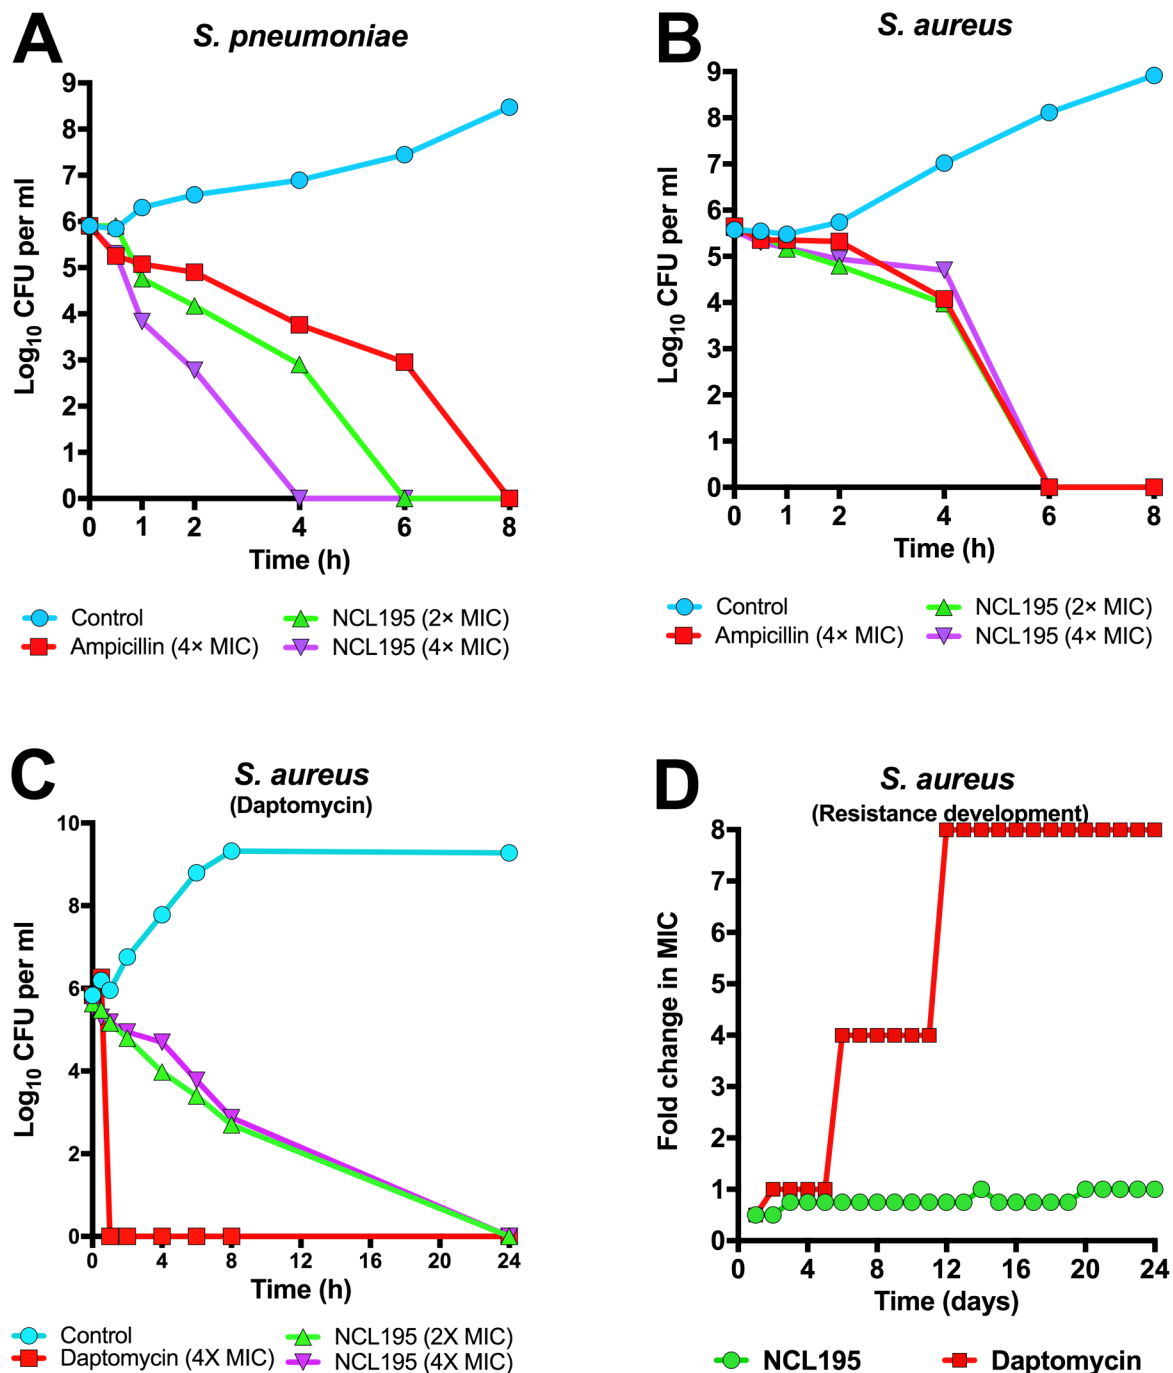 A
S. pneumoniae
Log10 CFU per ml
9
8
7
6
5
4
3
2
1
0
0 1 2 4 6 8
Time (h)
Control
Ampicillin (4× MIC)
NCL195 (2× MIC)
NCL195 (4× MIC)
B
S. aureus
Log10 CFU per ml
9
8
7
6
5
4
3
2
1
0
0 1 2 4 6 8
Time (h)
Control
Ampicillin (4× MIC)
NCL195 (2× MIC)
NCL195 (4× MIC)
C
S. aureus
(Daptomycin)
Log10 CFU per ml
10
8
6
4
2
0
0 4 8 12 16 20 24
Time (h)
Control
Daptomycin (4X MIC)
NCL195 (2X MIC)
NCL195 (4X MIC)
D
S. aureus
(Resistance development)
Fold change in MIC
8
7
6
5
4
3
2
1
0
0 4 8 12 16 20 24
Time (days)
NCL195
Daptomycin